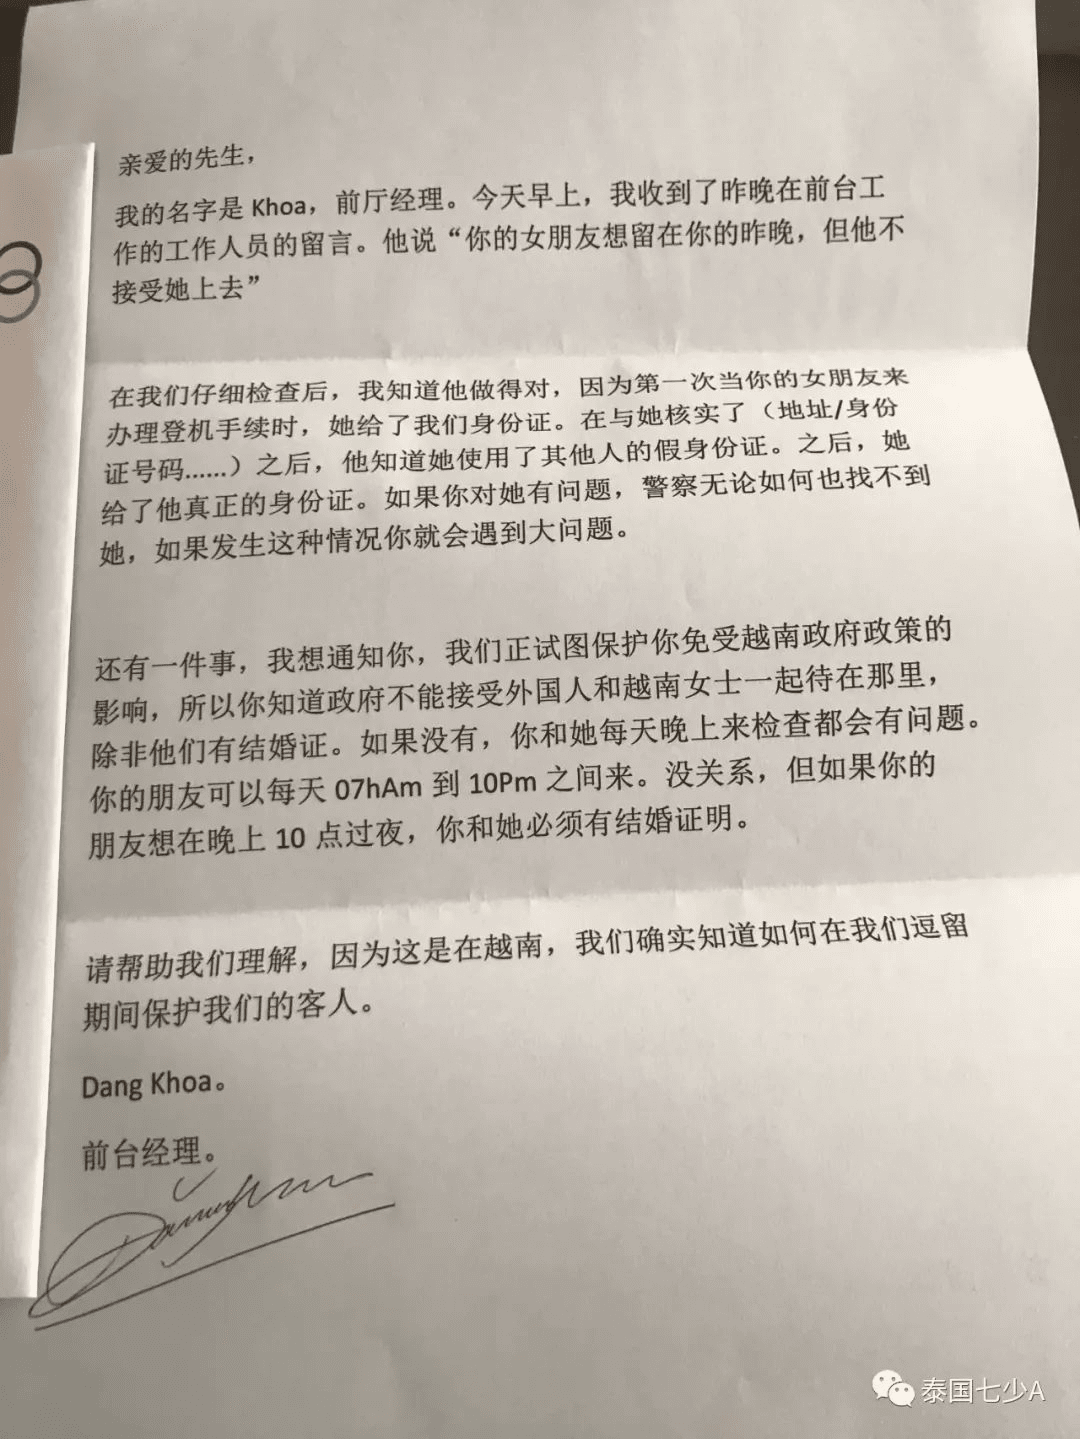 亲爱的先生，
我的名字是 Khoa，前厅经理。今天早上，我收到了昨晚在前台工
作的工作人员的留言。他说“你的女朋友想留在你的昨晚，但他不
接受她上去”
在我们仔细检查后，我知道他做得对，因为第一次当你的女朋友来
办理登机手续时，她给了我们身份证。在与她核实了（地址/身份
证号码......）之后，他知道她使用了其他人的假身份证。之后，她
给了他真正的身份证。如果你对她有问题，警察无论如何也找不到
她，如果发生这种情况你就会遇到大问题。
还有一件事，我想通知你，我们正试图保护你免受越南政府政策的
影响，所以你知道政府不能接受外国人和越南女士一起待在那里，
除非他们有结婚证。如果没有，你和她每天晚上来检查都会有问题。
你的朋友可以每天 07hAm 到 10Pm 之间来。没关系，但如果你的
朋友想在晚上 10 点过夜，你和她必须有结婚证明。
请帮助我们理解，因为这是在越南，我们确实知道如何在我们逗留
期间保护我们的客人。
Dang Khoa。
前台经理。
泰国七少A